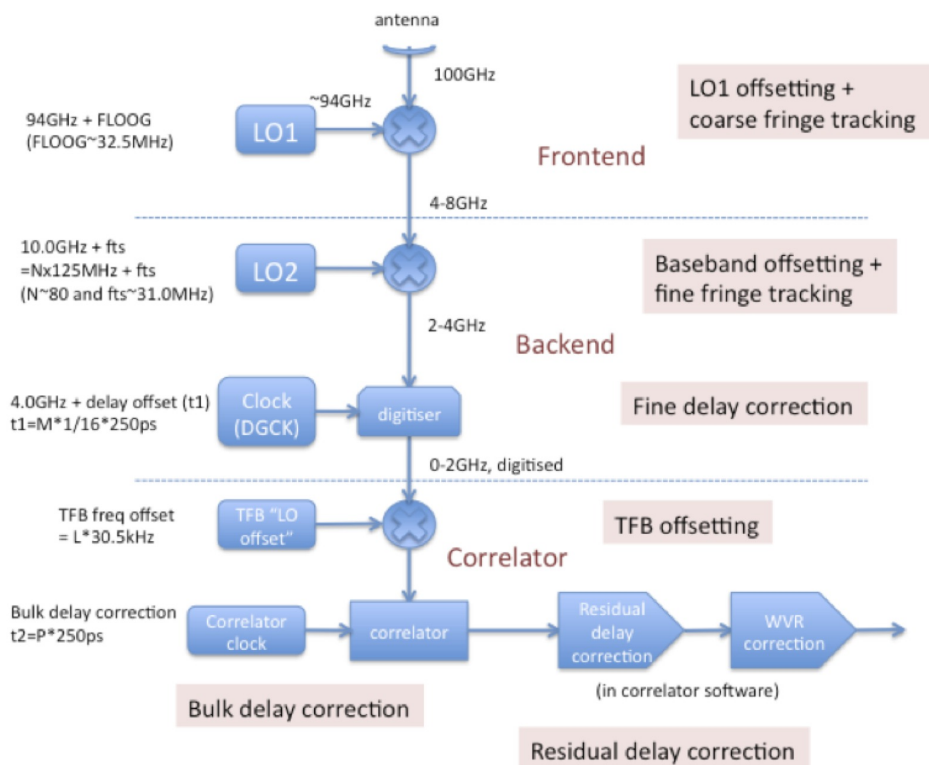 antenna
100GHz
~94GHz
94GHz + FLOOG
(FLOOG~32.5MHz)
LO1
LO1 offsetting +
coarse fringe tracking
Frontend
4-8GHz
10.0GHz + fts
=Nx125MHz + fts
(N~80 and fts~31.0MHz)
LO2
Baseband offsetting +
fine fringe tracking
2-4GHz
Backend
4.0GHz + delay offset (t1)
t1=M*1/16*250ps
Clock
(DGCK)
digitiser
Fine delay correction
0-2GHz, digitised
TFB freq offset
= L*30.5kHz
TFB "LO
offset"
TFB offsetting
Correlator
Bulk delay correction
t2=P*250ps
Correlator
clock
correlator
Residual
delay
correction
WVR
correction
(in correlator software)
Bulk delay correction
Residual delay correction